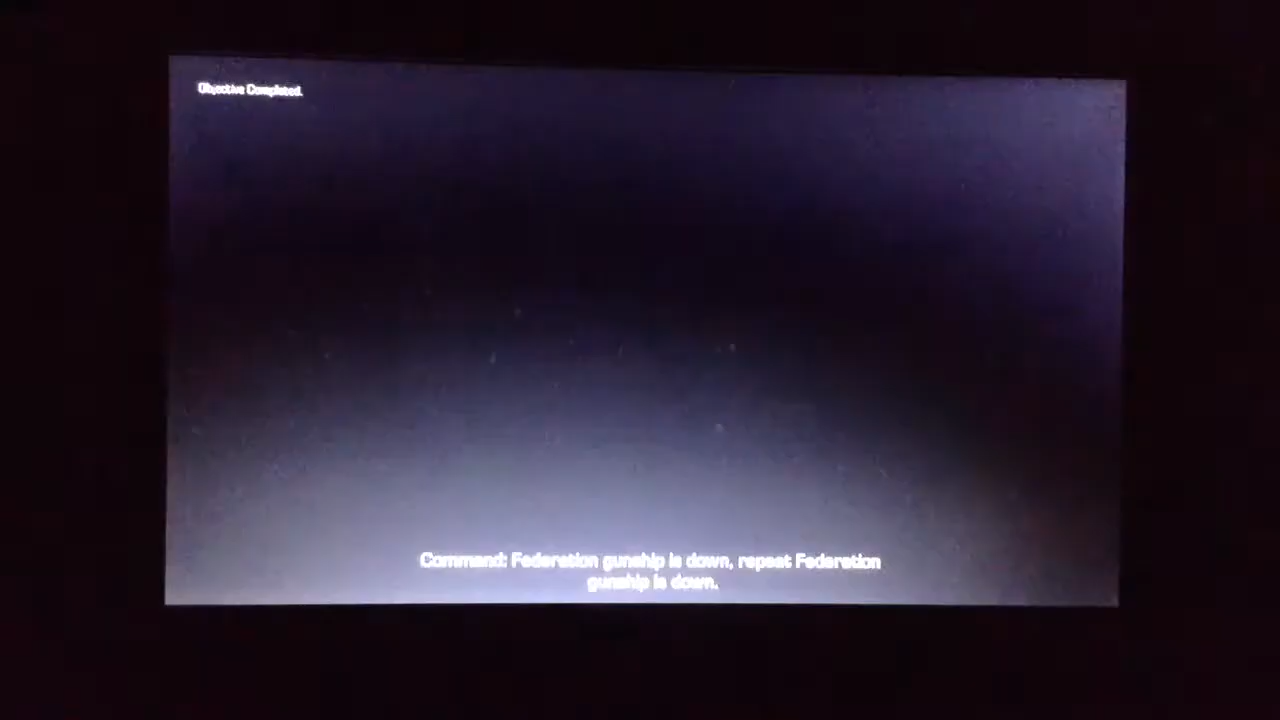 Objective Completed.
Command: Federation gunship is down, repeat Federation
gunship is down.